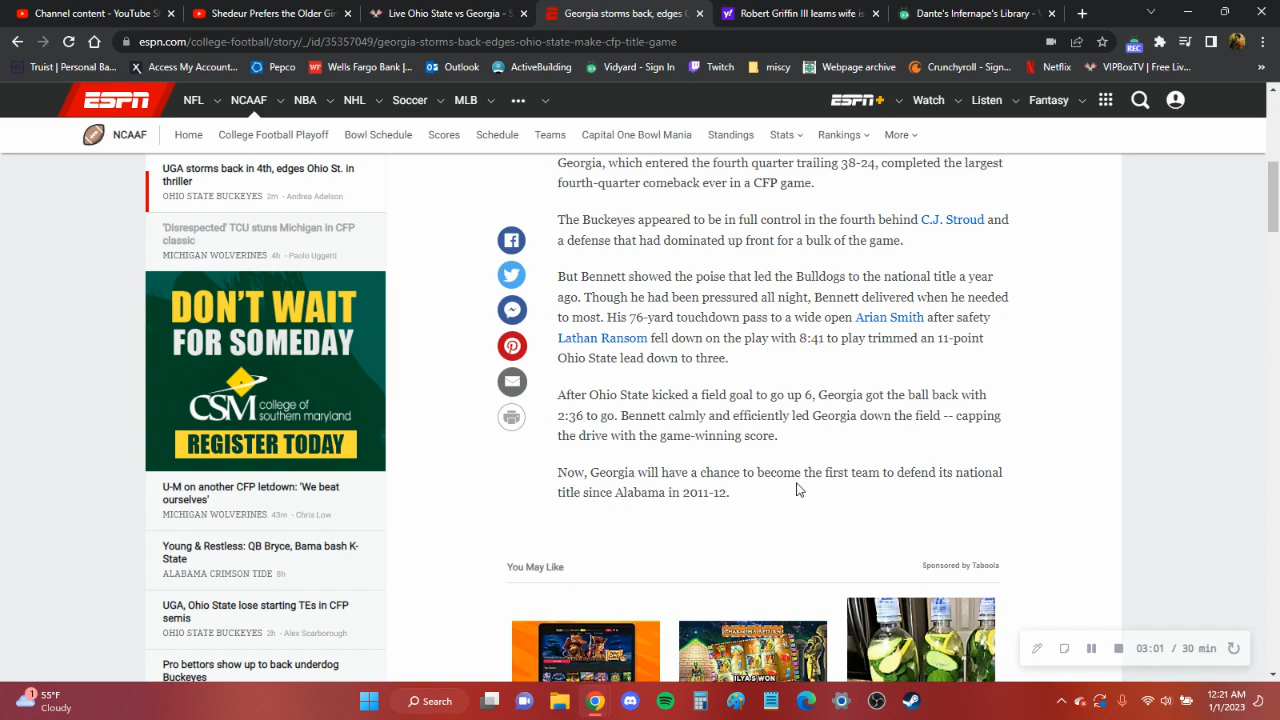 Channel content - YouTube
Shedeur Prefers the Older Gi
Live Ohio State vs Georgia - S
Georgia storms back, edges O
Robert Griffin III learns wife is
Dante's Infernape's Library - V
espn.com/college-football/story/_/id/35357049/georgia-storms-back-edges-ohio-state-make-cfp-title-game
REC
Truist | Personal Ba...
Access My Account...
Pepco
Wells Fargo Bank |...
Outlook
ActiveBuilding
Vidyard - Sign In
Twitch
miscy
Webpage archive
Crunchyroll - Sign...
Netflix
VIPBoxTV | Free Liv...
ESPN
NFL
NCAAF
NBA
NHL
Soccer
MLB
ESPN+
Watch
Listen
Fantasy
NCAAF
Home
College Football Playoff
Bowl Schedule
Scores
Schedule
Teams
Capital One Bowl Mania
Standings
Stats
Rankings
More
UGA storms back in 4th, edges Ohio St. in
thriller
OHIO STATE BUCKEYES 2m - Andrea Adelson
'Disrespected' TCU stuns Michigan in CFP
classic
MICHIGAN WOLVERINES 4h - Paolo Uggetti
DON'T WAIT
FOR SOMEDAY
CSM college of
southern maryland
REGISTER TODAY
U-M on another CFP letdown: 'We beat
ourselves'
MICHIGAN WOLVERINES 43m - Chris Low
Young & Restless: QB Bryce, Bama bash K-
State
ALABAMA CRIMSON TIDE 8h
UGA, Ohio State lose starting TEs in CFP
semis
OHIO STATE BUCKEYES 2h - Alex Scarborough
Pro bettors show up to back underdog
Buckeyes
Georgia, which entered the fourth quarter trailing 38-24, completed the largest
fourth-quarter comeback ever in a CFP game.
The Buckeyes appeared to be in full control in the fourth behind C.J. Stroud and
a defense that had dominated up front for a bulk of the game.
But Bennett showed the poise that led the Bulldogs to the national title a year
ago. Though he had been pressured all night, Bennett delivered when he needed
to most. His 76-yard touchdown pass to a wide open Arian Smith after safety
Lathan Ransom fell down on the play with 8:41 to play trimmed an 11-point
Ohio State lead down to three.
After Ohio State kicked a field goal to go up 6, Georgia got the ball back with
2:36 to go. Bennett calmly and efficiently led Georgia down the field -- capping
the drive with the game-winning score.
Now, Georgia will have a chance to become the first team to defend its national
title since Alabama in 2011-12.
You May Like
Sponsored by Taboola
03:01 / 30 min
1
55°F
Cloudy
Search
12:21 AM
1/1/2023